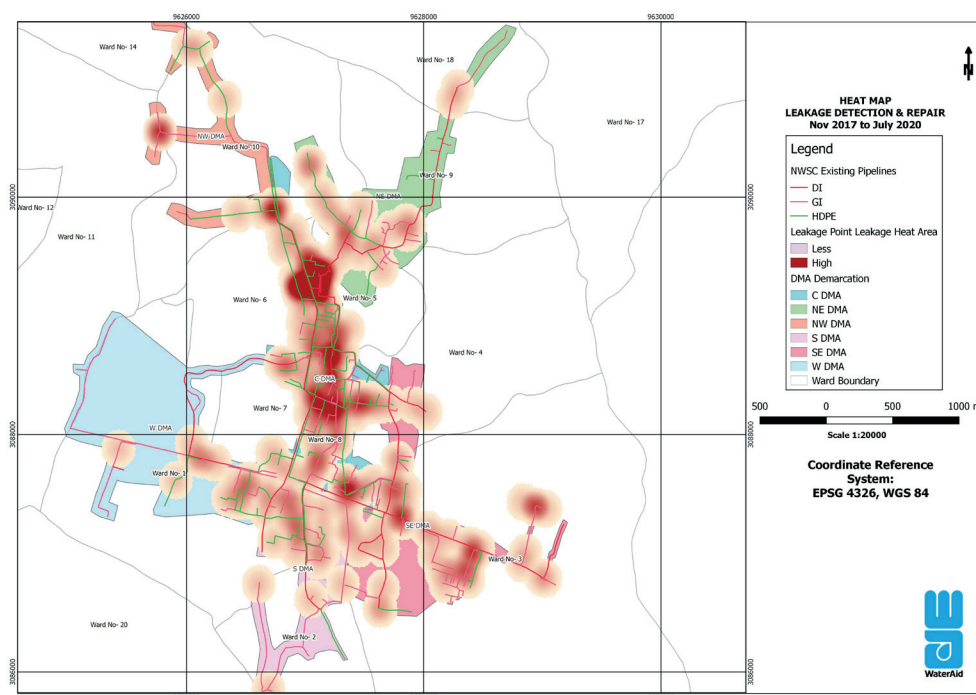 9626000
9628000
9630000
Ward No- 14
Ward No- 18
Ward No- 17
NW DMA
Ward No- 10
Ward No- 9
NE DMA
3090000
3090000
Ward No- 12
Ward No- 11
Ward No- 6
Ward No- 5
Ward No- 4
C DMA
Ward No- 7
W DMA
Ward No- 8
3088000
3088000
Ward No- 1
SE DMA
Ward No- 3
S DMA
Ward No- 20
Ward No- 2
3086000
3086000
N
HEAT MAP
LEAKAGE DETECTION & REPAIR
Nov 2017 to July 2020
Legend
NWSC Existing Pipelines
DI
GI
HDPE
Leakage Point Leakage Heat Area
Less
High
DMA Demarcation
C DMA
NE DMA
NW DMA
S DMA
SE DMA
W DMA
Ward Boundary
500 0 500 1000 m
Scale 1:20000
Coordinate Reference
System:
EPSG 4326, WGS 84
WaterAid